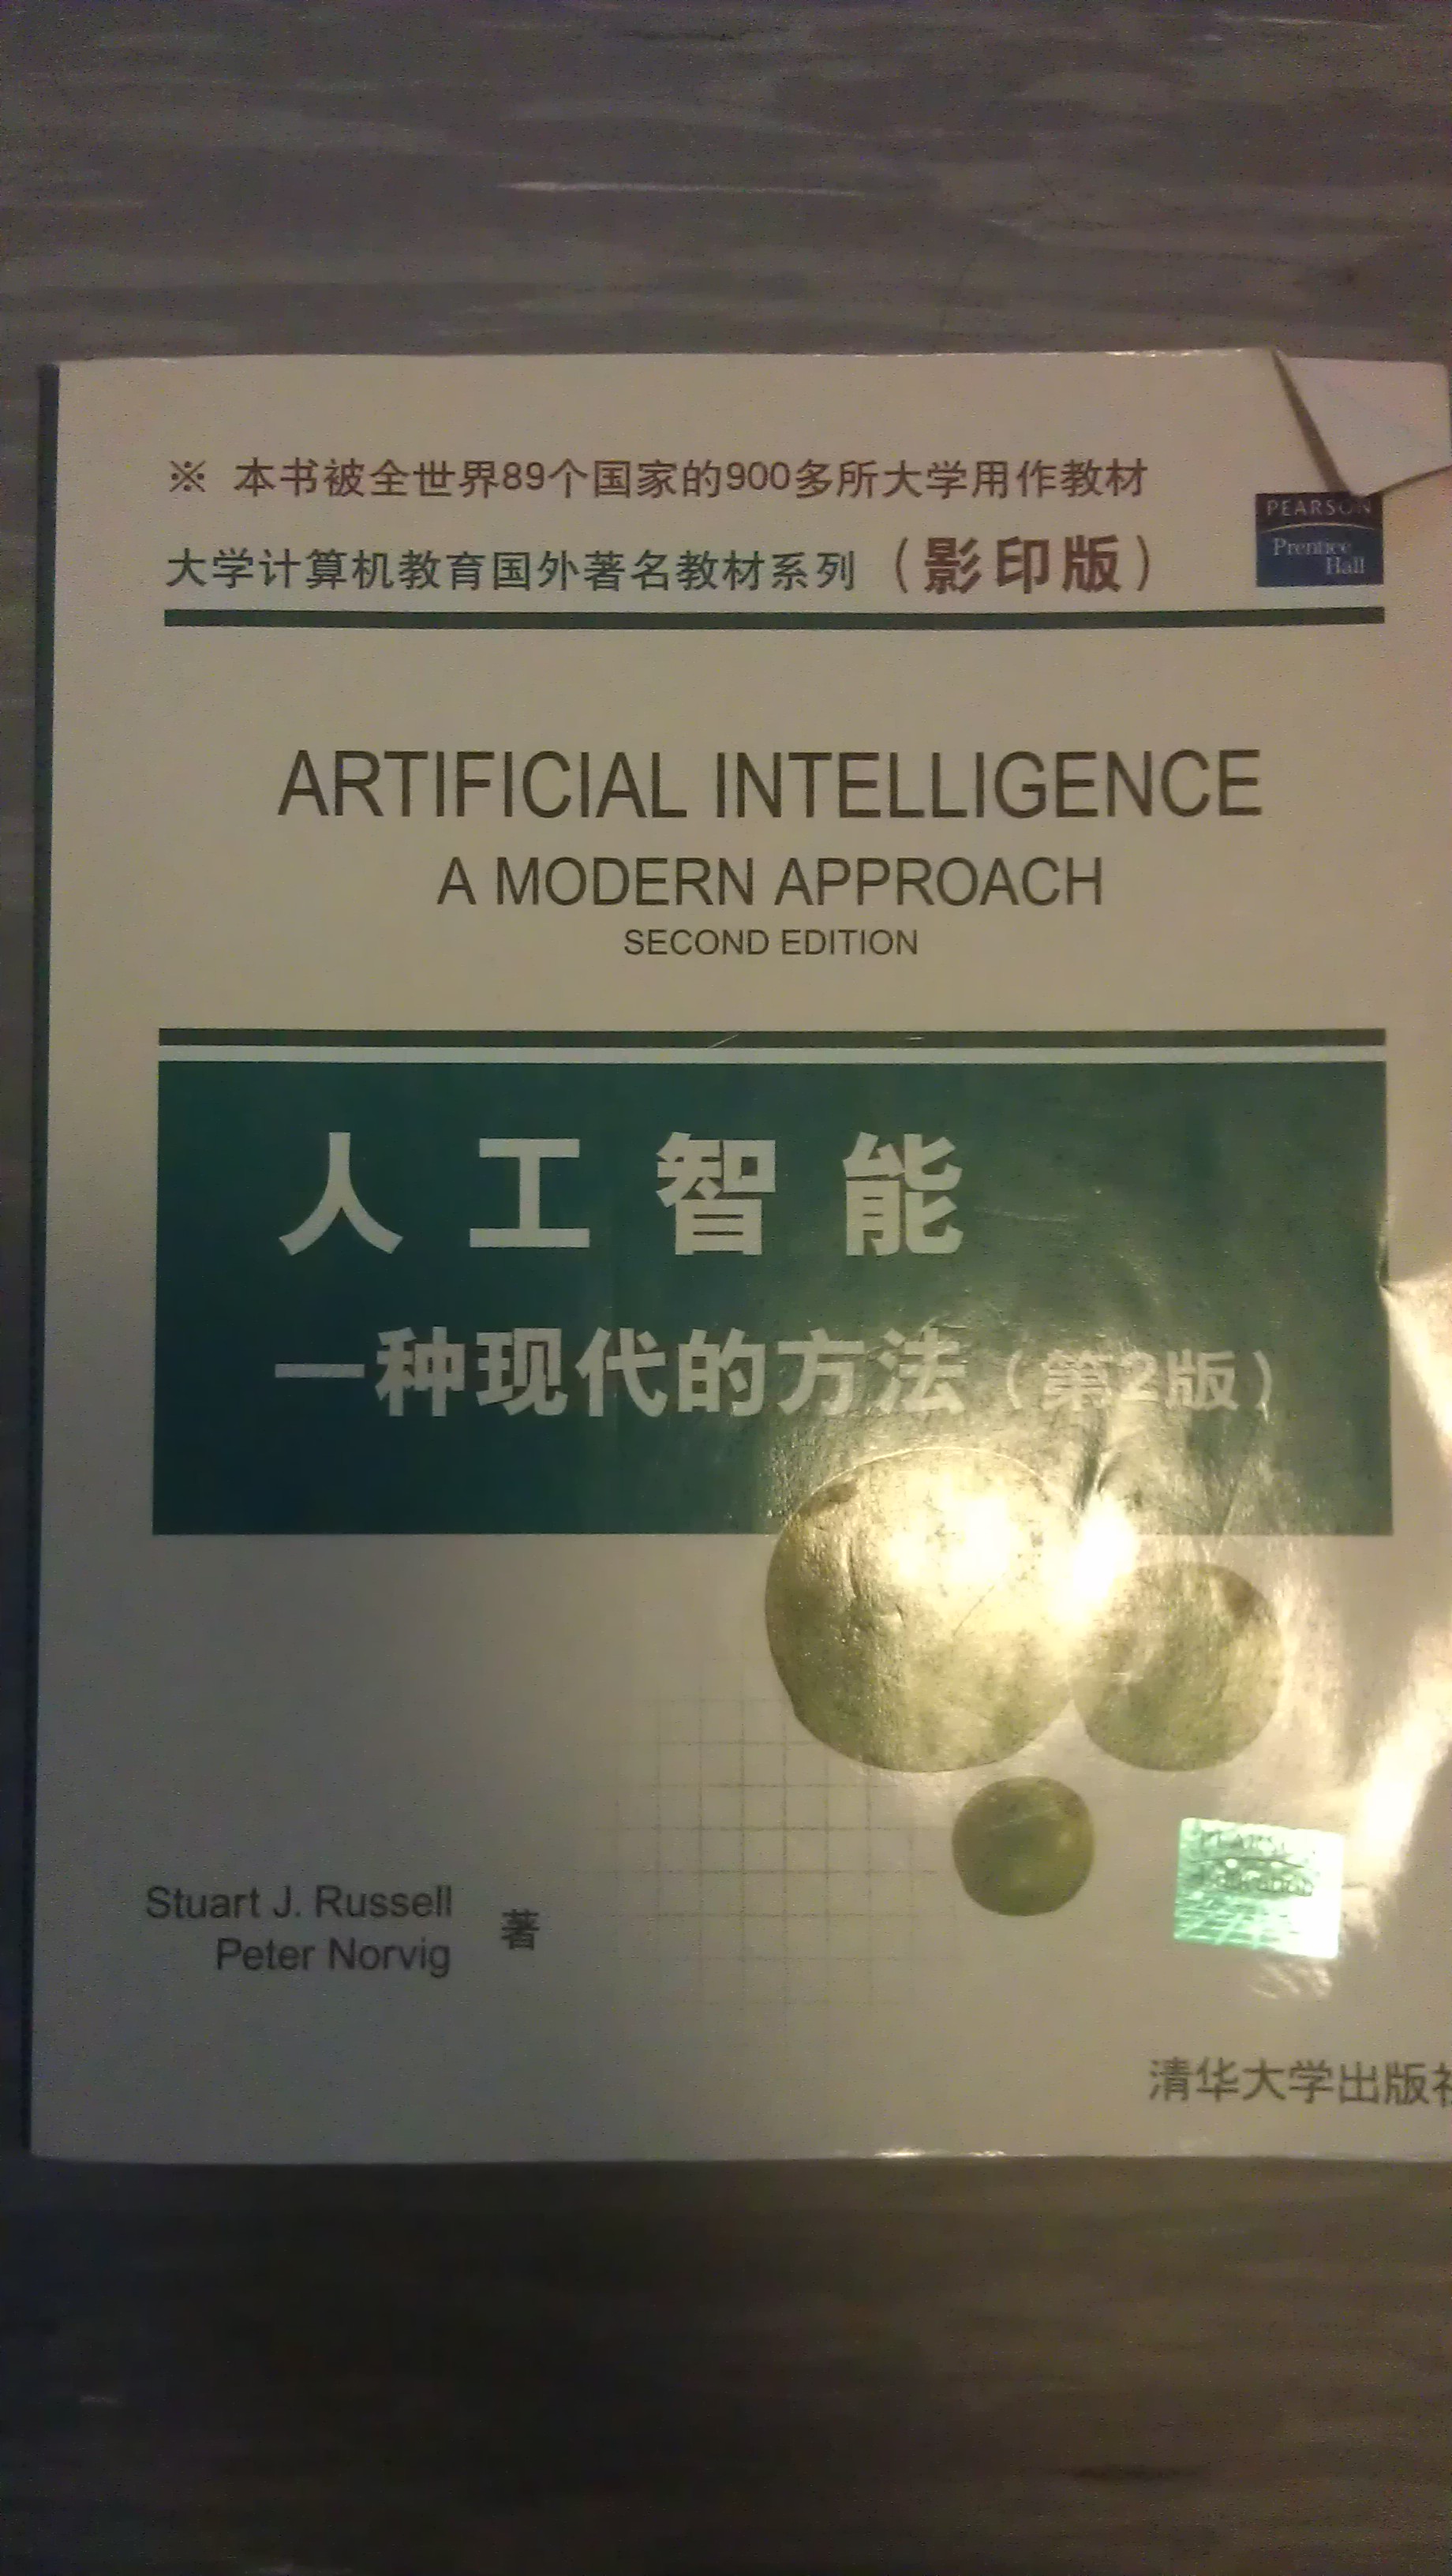 ※ 本书被全世界89个国家的900多所大学用作教材
大学计算机教育国外著名教材系列（影印版）
PEARSON
Prentice
Hall
ARTIFICIAL INTELLIGENCE
A MODERN APPROACH
SECOND EDITION
人工智能
一种现代的方法（第2版）
Stuart J. Russell
Peter Norvig
著
清华大学出版社